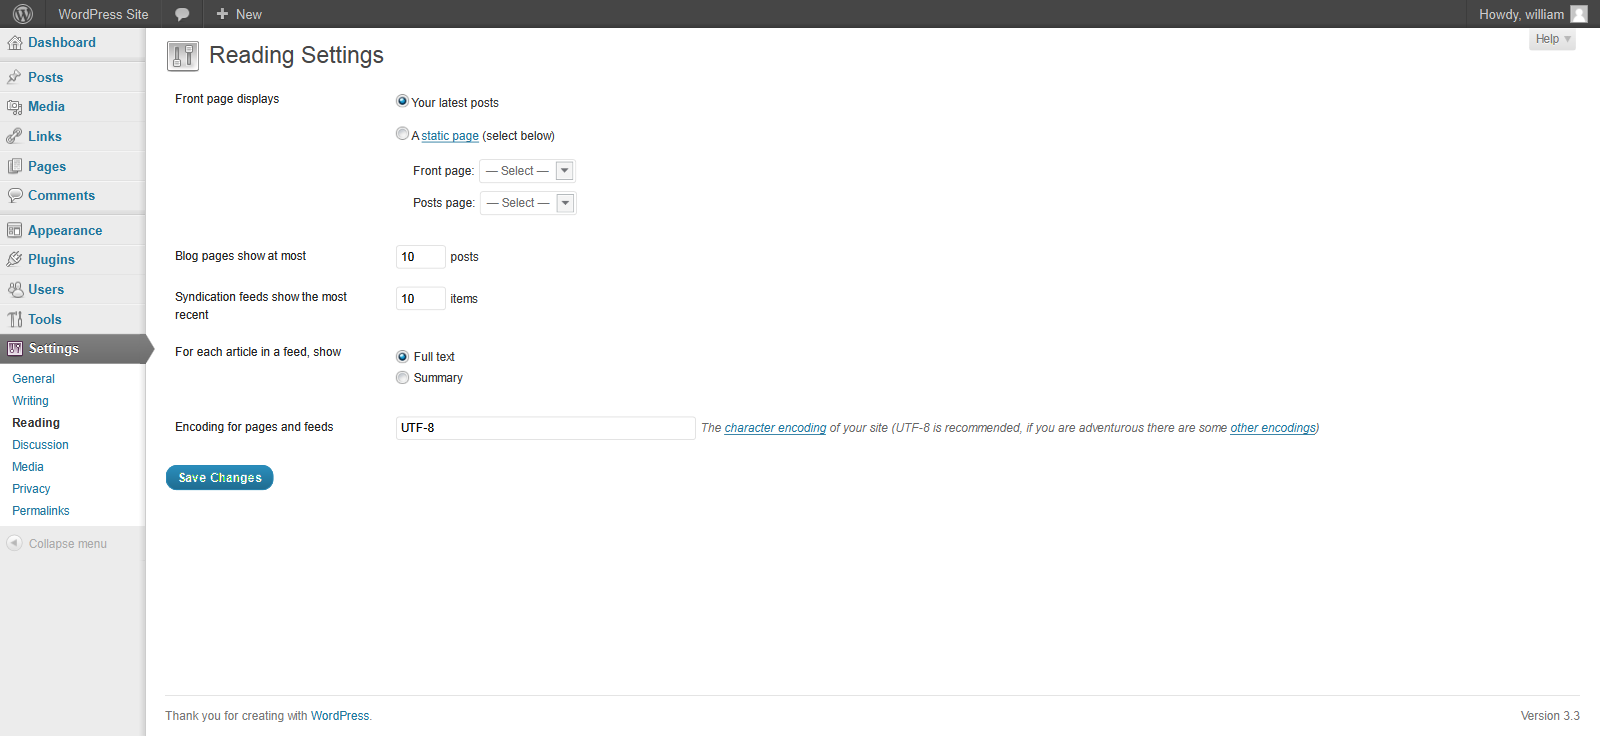 WordPress Site
New
Howdy, william
Dashboard
Posts
Media
Links
Pages
Comments
Appearance
Plugins
Users
Tools
Settings
General
Writing
Reading
Discussion
Media
Privacy
Permalinks
Collapse menu
Help
Reading Settings
Front page displays
Your latest posts
A static page (select below)
Front page: — Select —
Posts page: — Select —
Blog pages show at most 10 posts
Syndication feeds show the most recent 10 items
For each article in a feed, show
Full text
Summary
Encoding for pages and feeds UTF-8 The character encoding of your site (UTF-8 is recommended, if you are adventurous there are some other encodings)
Save Changes
Thank you for creating with WordPress.
Version 3.3